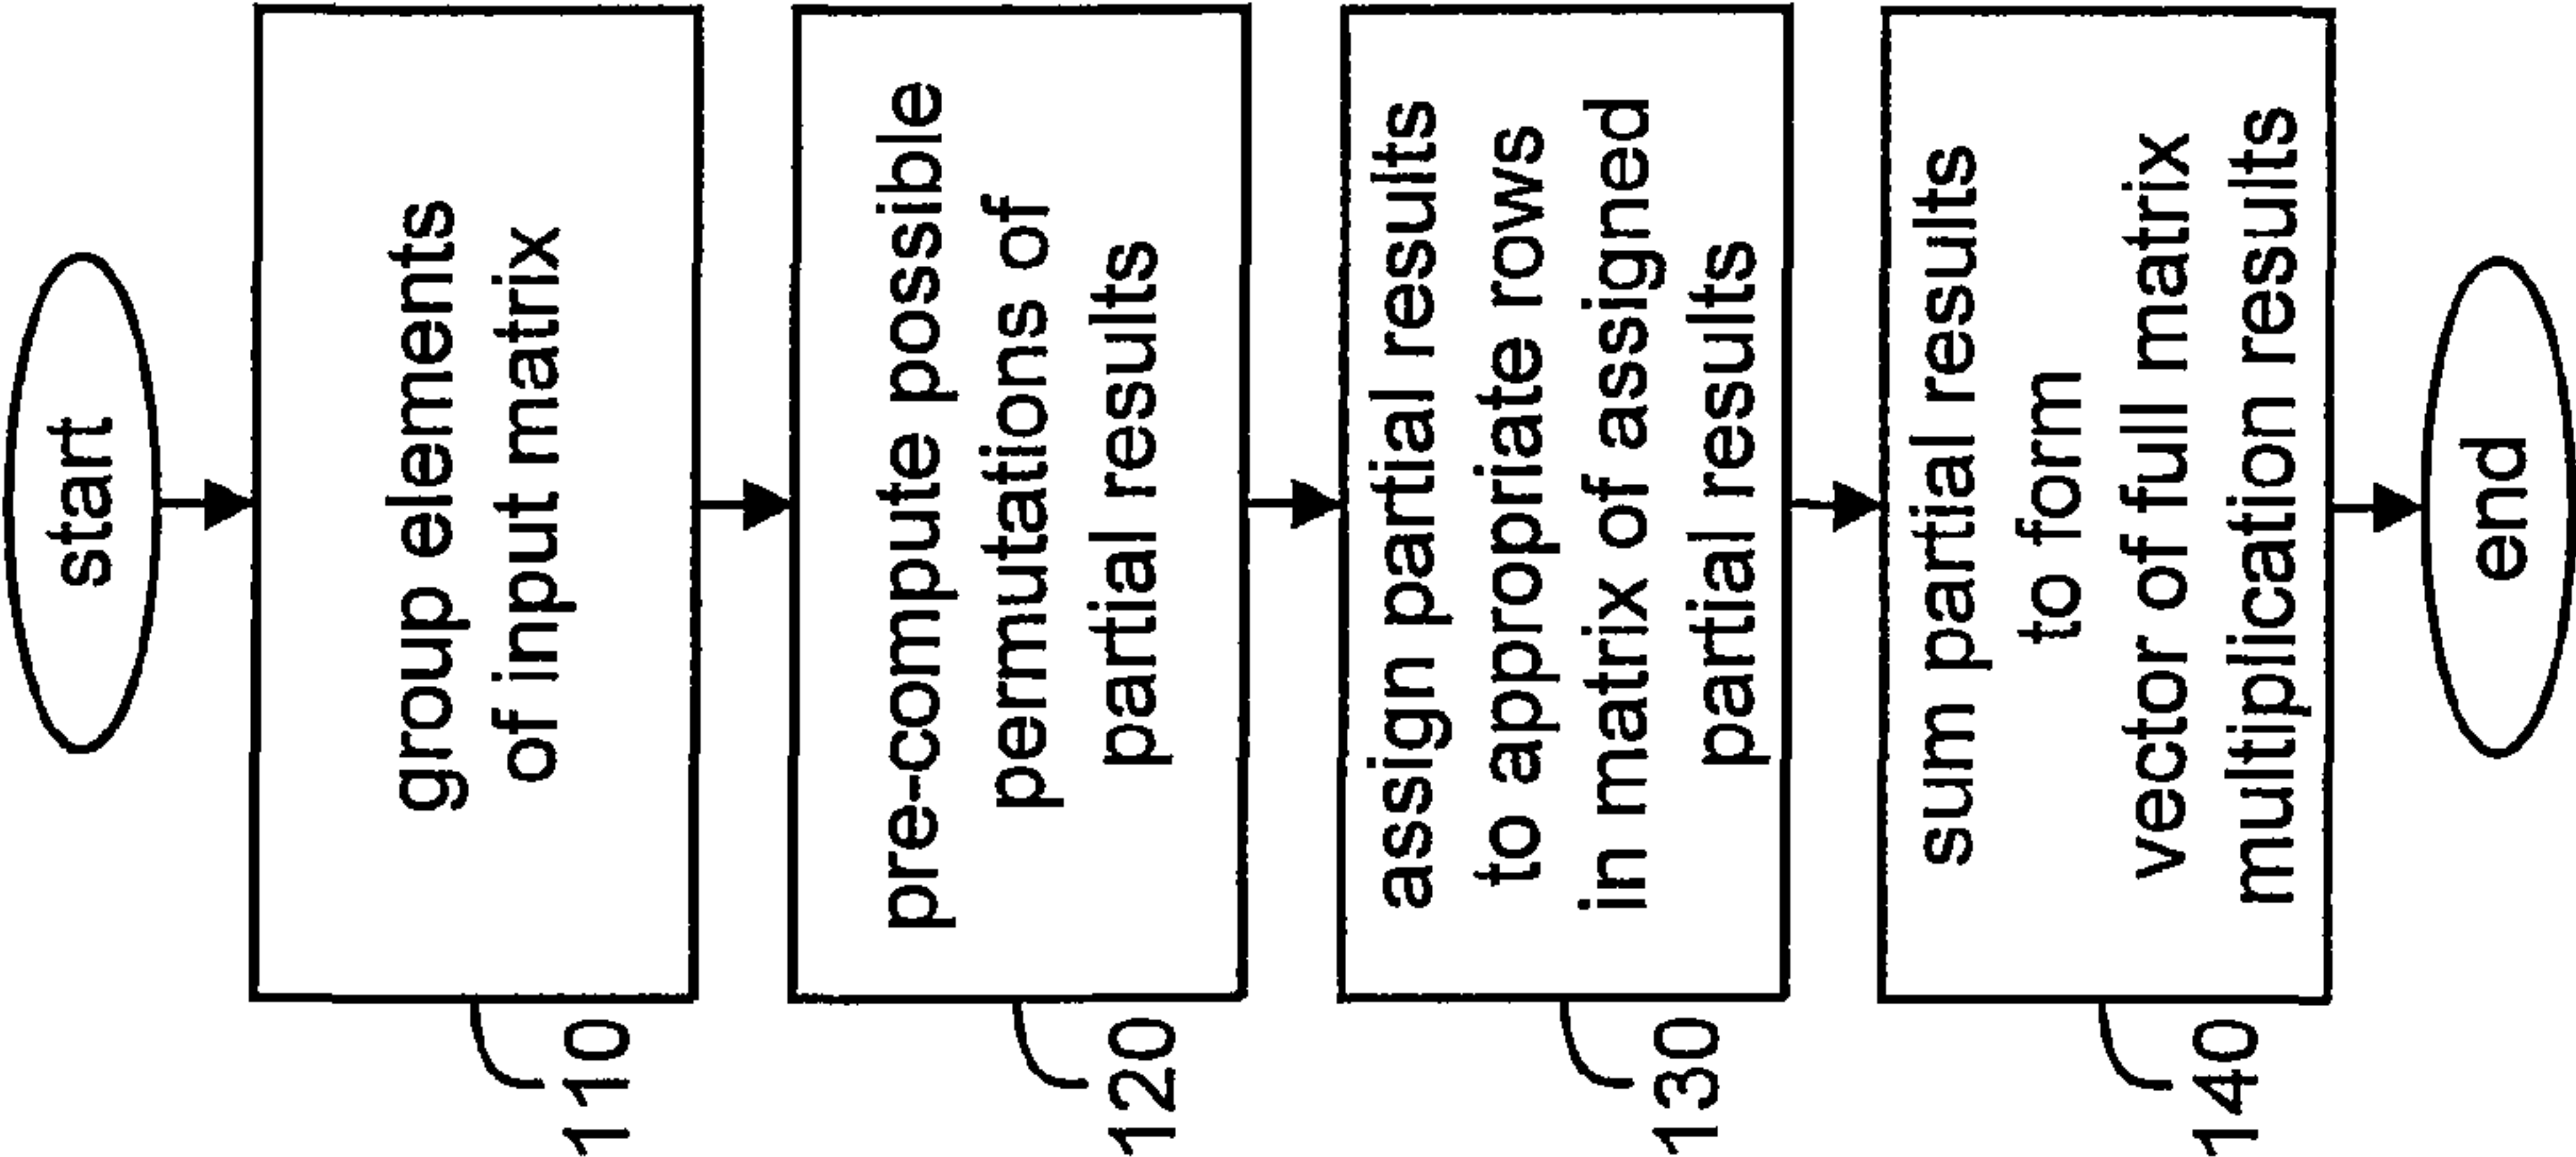 start
group elements
of input matrix
110
pre-compute possible
permutations of
partial results
120
assign partial results
to appropriate rows
in matrix of assigned
partial results
130
sum partial results
to form
vector of full matrix
multiplication results
140
end